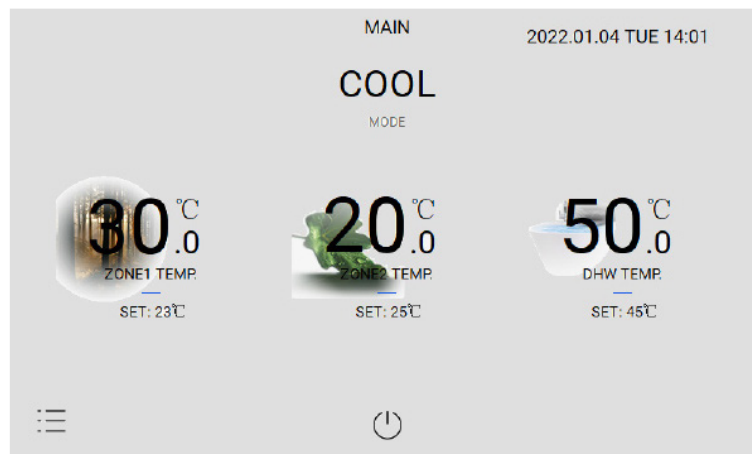 MAIN
2022.01.04 TUE 14:01
COOL
MODE
30.0℃
20.0℃
50.0℃
ZONE1 TEMP.
ZONE2 TEMP.
DHW TEMP.
SET: 23℃
SET: 25℃
SET: 45℃